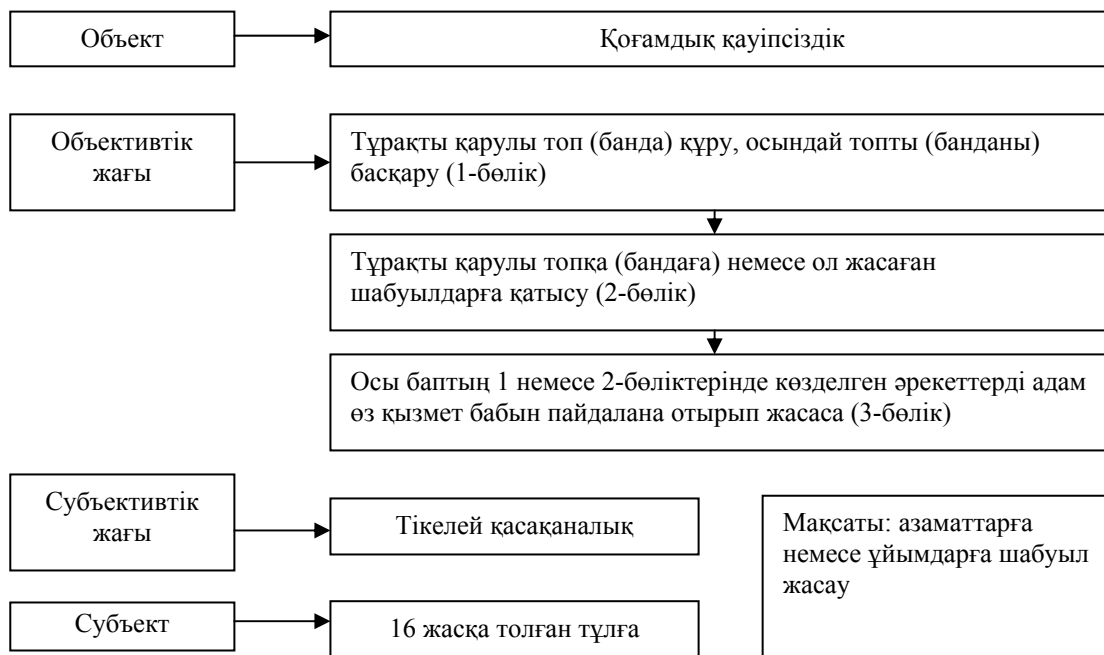 Объект
Қоғамдық қауіпсіздік
Объективтік
жағы
Тұрақты қарулы топ (банда) құру, осындай топты (банданы)
басқару (1-бөлік)
Тұрақты қарулы топқа (бандаға) немесе ол жасаған
шабуылдарға қатысу (2-бөлік)
Осы баптың 1 немесе 2-бөліктерінде көзделген әрекеттерді адам
өз қызмет бабын пайдалана отырып жасаса (3-бөлік)
Субъективтік
жағы
Тікелей қасақаналық
Мақсаты: азаматтарға
немесе ұйымдарға шабуыл
жасау
Субъект
16 жасқа толған тұлға